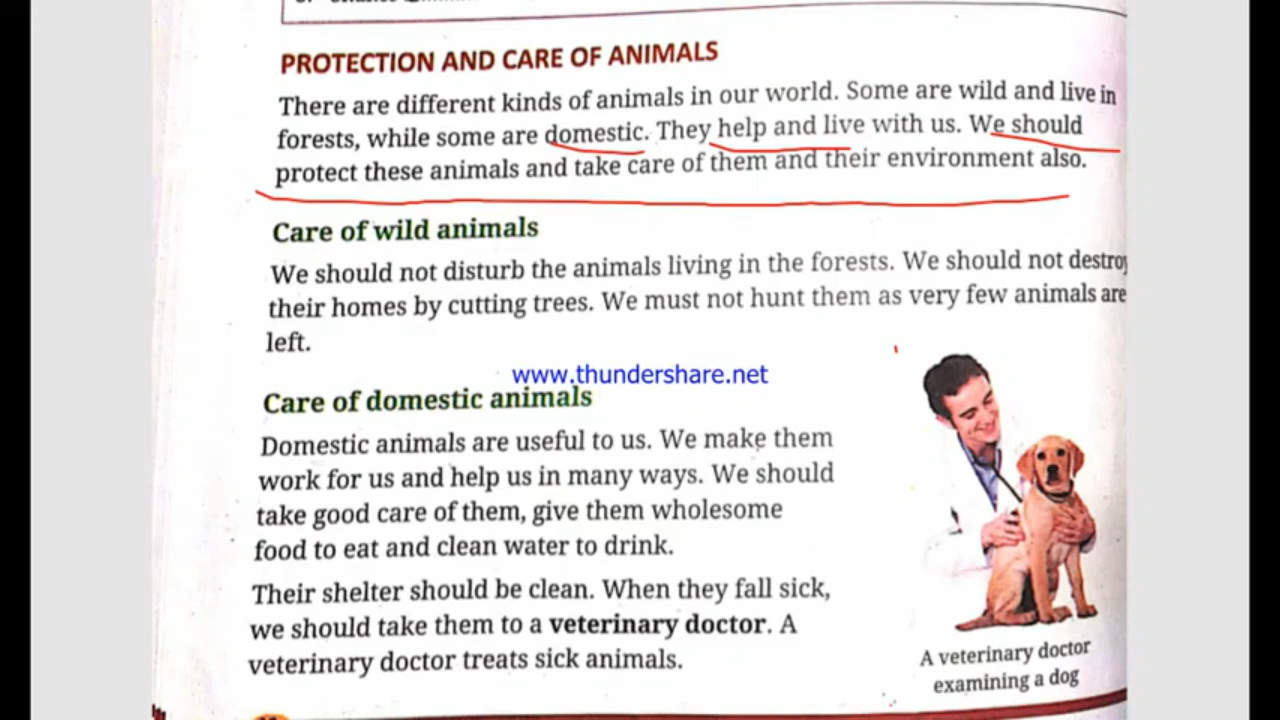 PROTECTION AND CARE OF ANIMALS
There are different kinds of animals in our world. Some are wild and live in
forests, while some are domestic. They help and live with us. We should
protect these animals and take care of them and their environment also.
Care of wild animals
We should not disturb the animals living in the forests. We should not destroy
their homes by cutting trees. We must not hunt them as very few animals are
left.
www.thundershare.net
Care of domestic animals
Domestic animals are useful to us. We make them
work for us and help us in many ways. We should
take good care of them, give them wholesome
food to eat and clean water to drink.
Their shelter should be clean. When they fall sick,
we should take them to a veterinary doctor. A
veterinary doctor treats sick animals.
A veterinary doctor
examining a dog